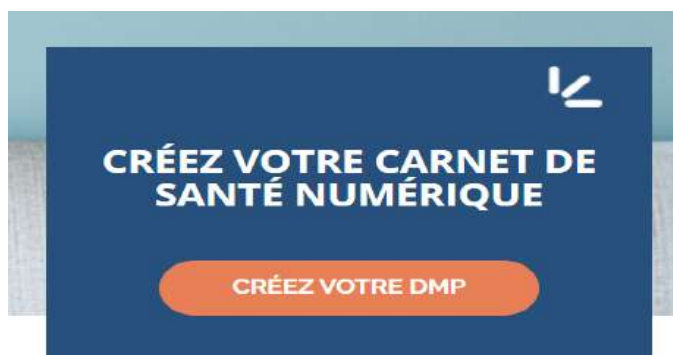 CRÉEZ VOTRE CARNET DE
SANTÉ NUMÉRIQUE
CRÉEZ VOTRE DMP